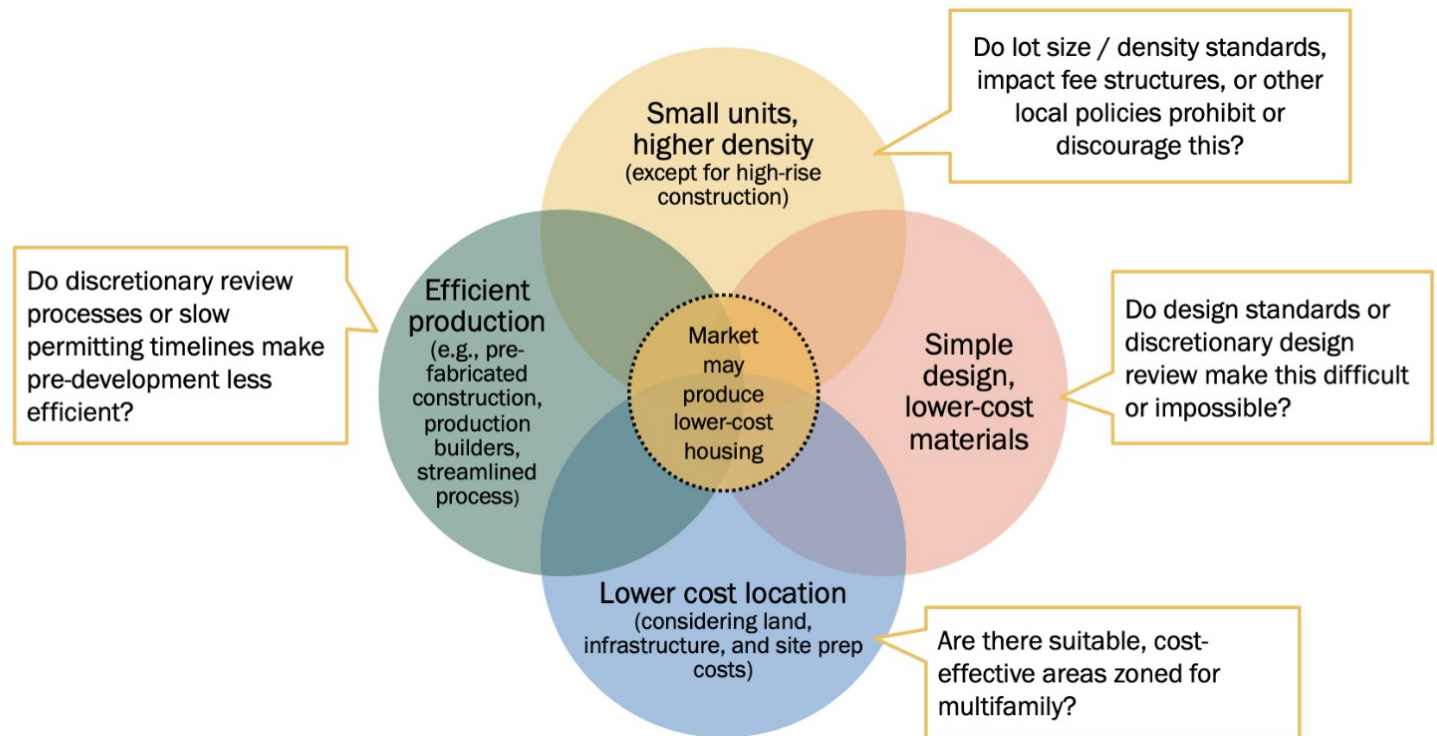 Do lot size / density standards,
impact fee structures, or other
local policies prohibit or
discourage this?
Small units,
higher density
(except for high-rise
construction)
Do discretionary review
processes or slow
permitting timelines make
pre-development less
efficient?
Efficient
production
(e.g., pre-
fabricated
construction,
production
builders,
streamlined
process)
Market
may
produce
lower-cost
housing
Simple
design,
lower-cost
materials
Do design standards or
discretionary design
review make this difficult
or impossible?
Lower cost location
(considering land,
infrastructure, and site prep
costs)
Are there suitable, cost-
effective areas zoned for
multifamily?